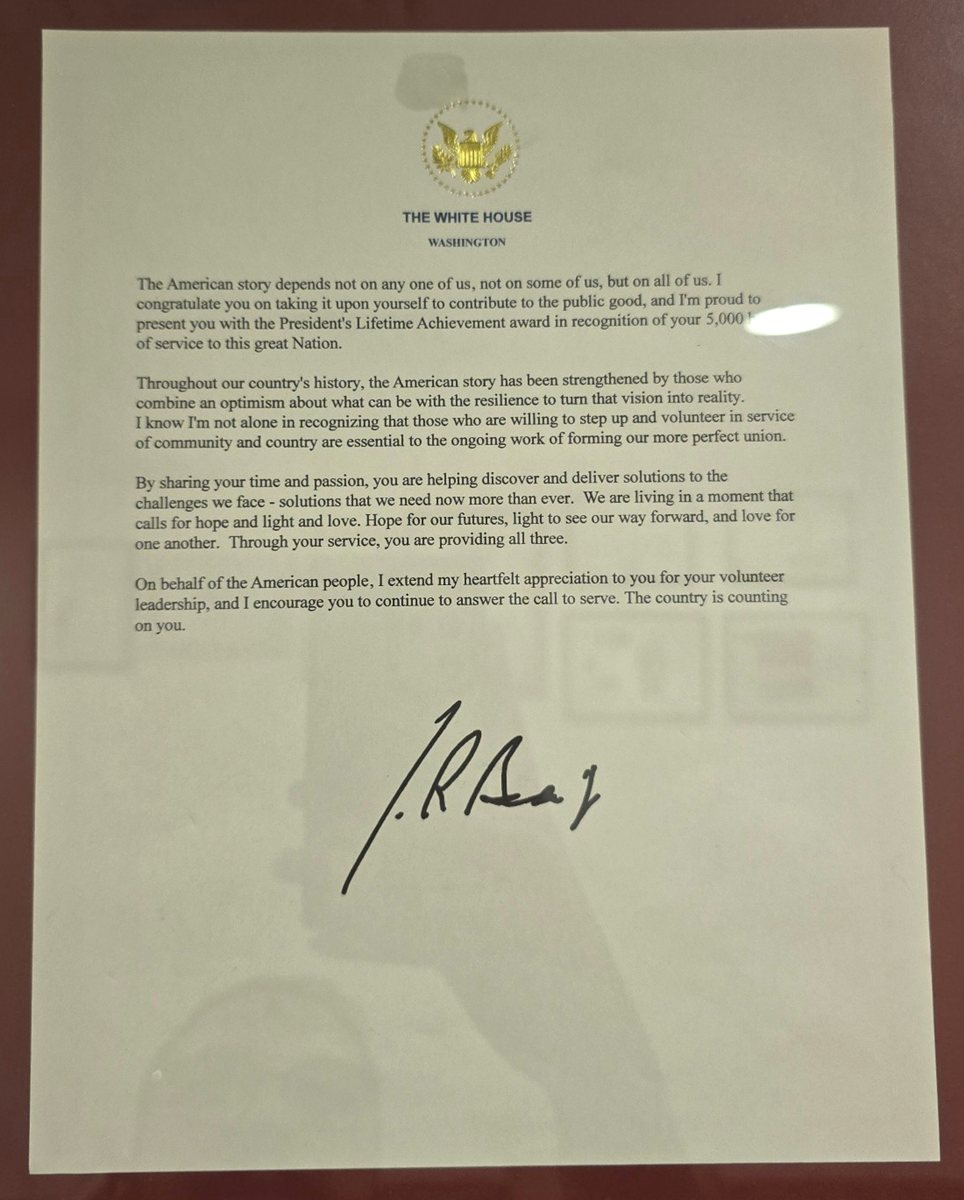 THE WHITE HOUSE
WASHINGTON
The American story depends not on any one of us, not on some of us, but on all of us. I
congratulate you on taking it upon yourself to contribute to the public good, and I'm proud to
present you with the President's Lifetime Achievement award in recognition of your 5,000
of service to this great Nation.
Throughout our country's history, the American story has been strengthened by those who
combine an optimism about what can be with the resilience to turn that vision into reality.
I know I'm not alone in recognizing that those who are willing to step up and volunteer in service
of community and country are essential to the ongoing work of forming our more perfect union.
By sharing your time and passion, you are helping discover and deliver solutions to the
challenges we face - solutions that we need now more than ever.  We are living in a moment that
calls for hope and light and love. Hope for our futures, light to see our way forward, and love for
one another.  Through your service, you are providing all three.
On behalf of the American people, I extend my heartfelt appreciation to you for your volunteer
leadership, and I encourage you to continue to answer the call to serve. The country is counting
on you.